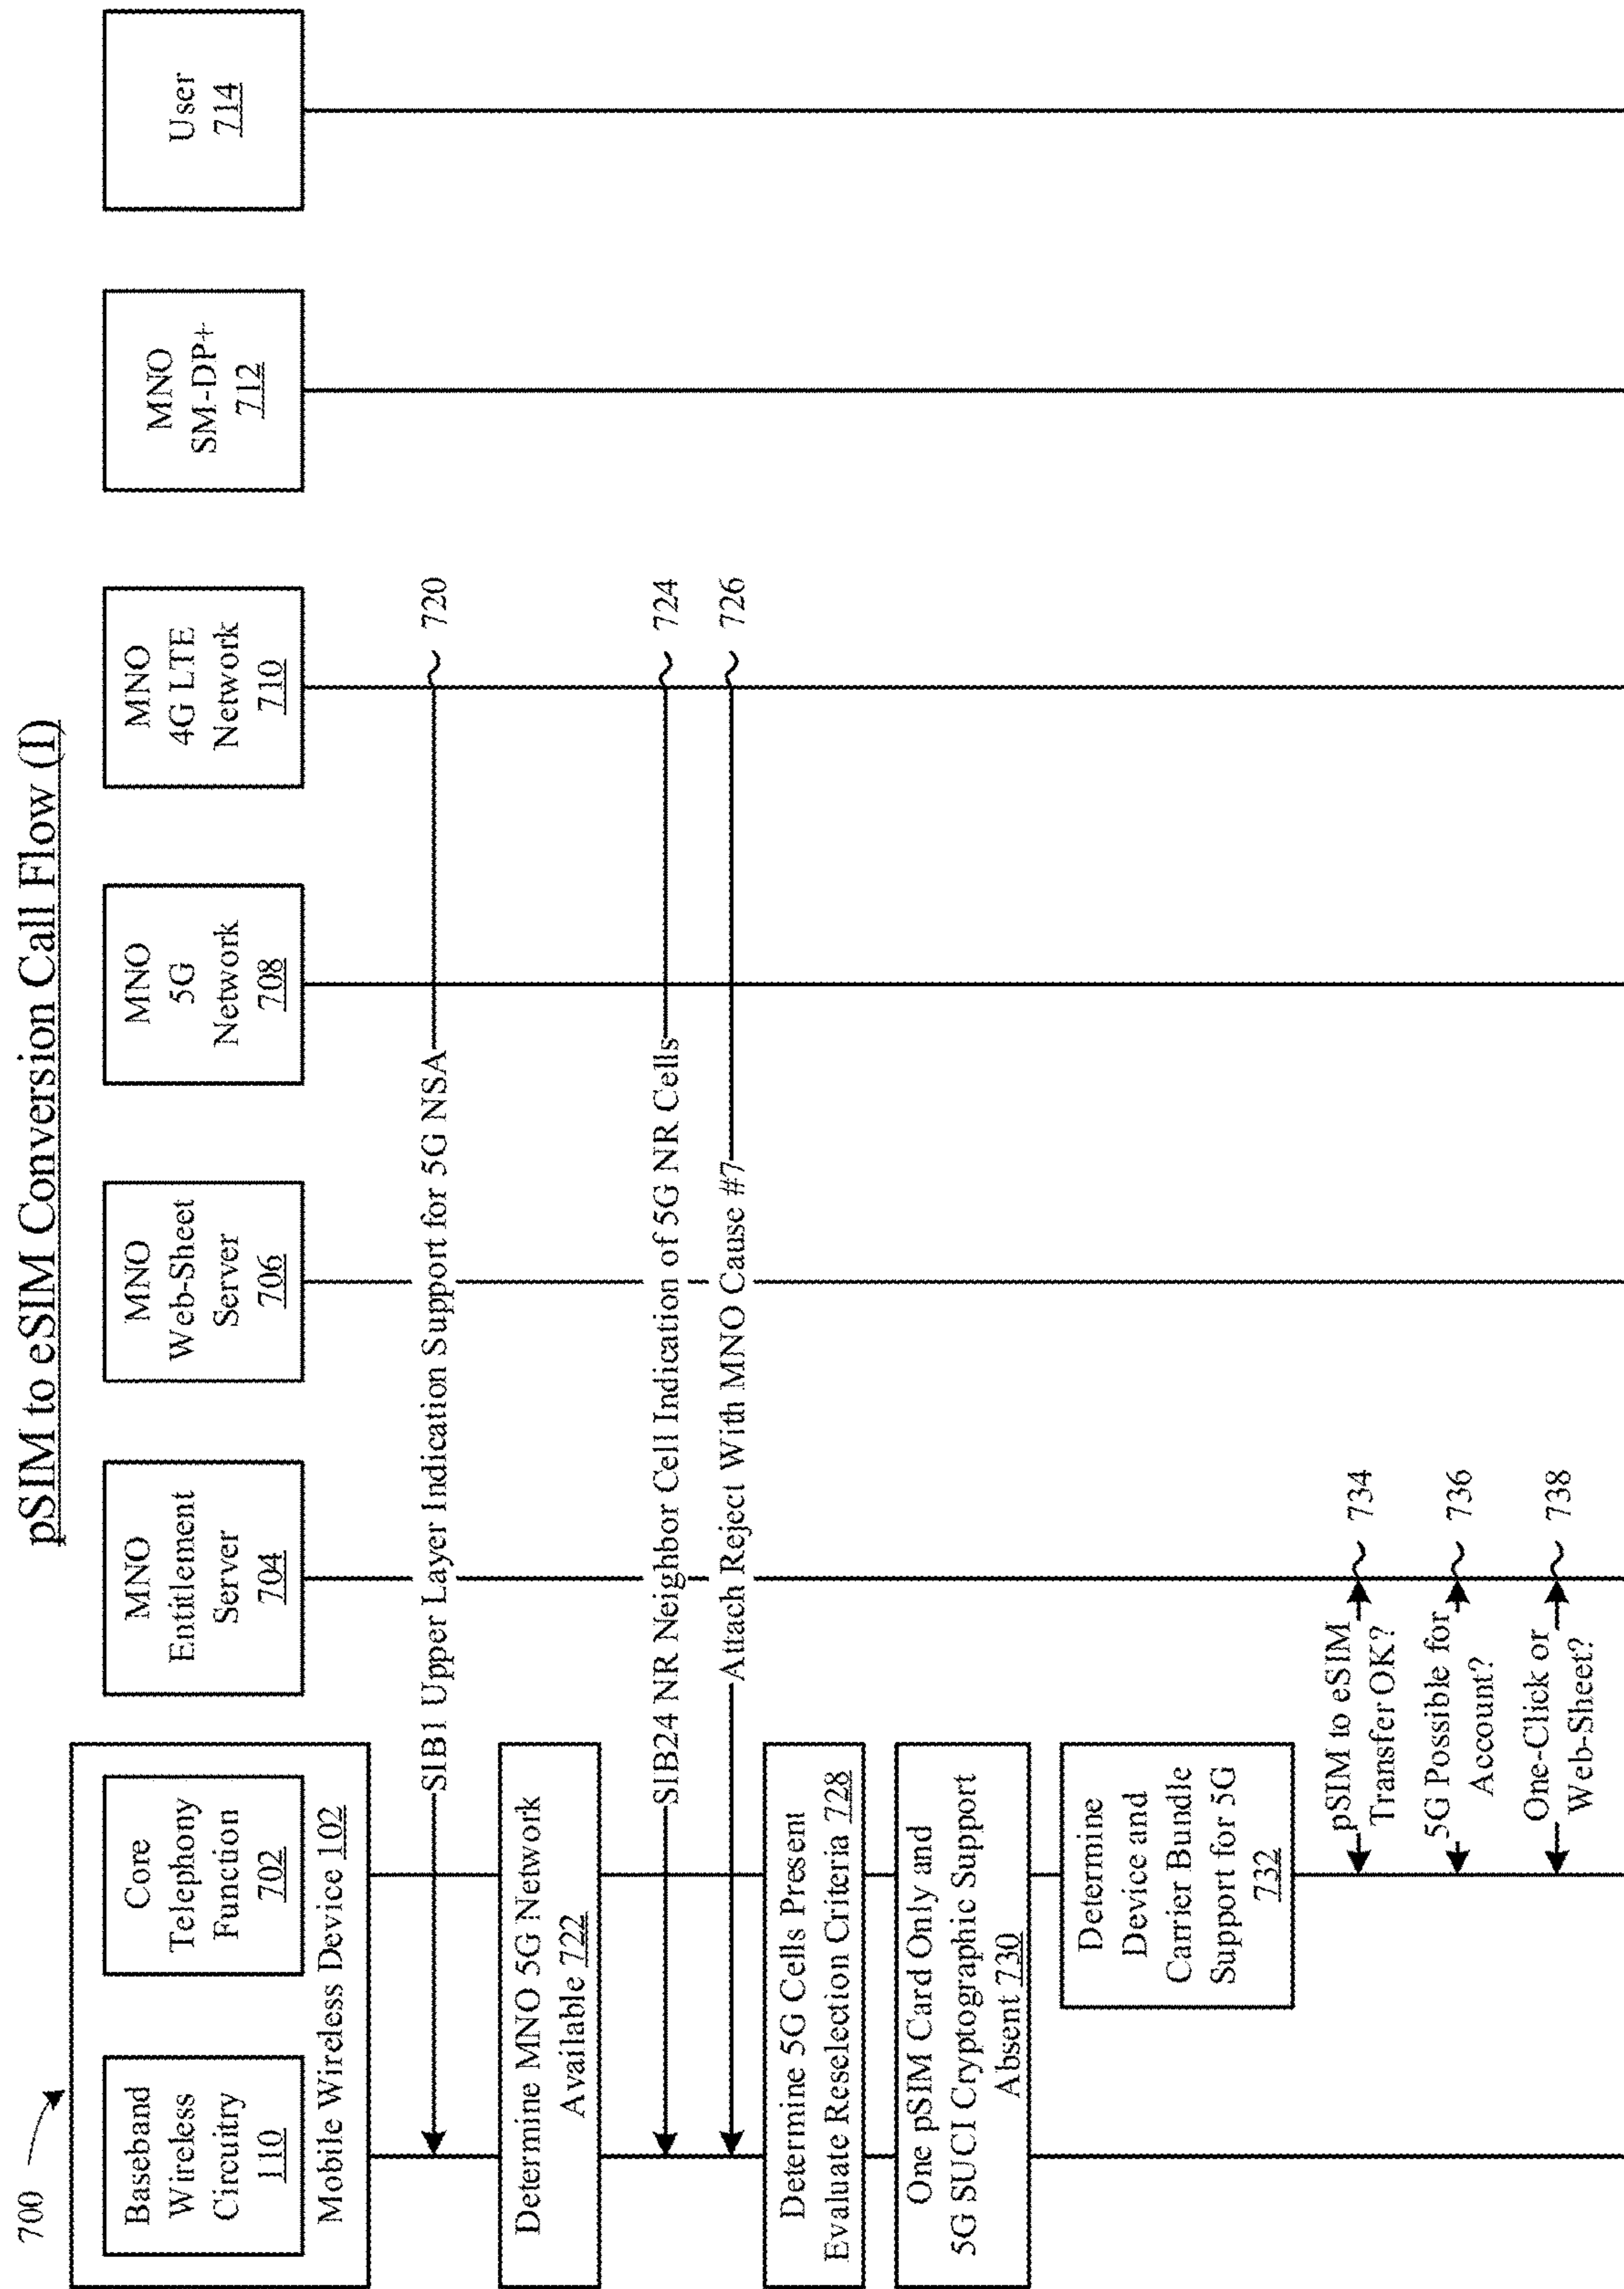 pSIM to eSIM Conversion Call Flow (I)
700
Baseband
Wireless
Circuitry
110
Core
Telephony
Function
702
Mobile Wireless Device 102
MNO
Entitlement
Server
704
MNO
Web-Sheet
Server
706
MNO
5G
Network
708
MNO
4G LTE
Network
710
MNO
SM-DP+
712
User
714
SIB1 Upper Layer Indication Support for 5G NSA
720
Determine MNO 5G Network
Available 722
SIB24 NR Neighbor Cell Indication of 5G NR Cells
724
Attach Reject With MNO Cause #7
726
Determine 5G Cells Present
Evaluate Reselection Criteria 728
One pSIM Card Only and
5G SUCI Cryptographic Support
Absent 730
Determine
Device and
Carrier Bundle
Support for 5G
732
pSIM to eSIM
Transfer OK?
734
5G Possible for
Account?
736
One-Click or
Web-Sheet?
738